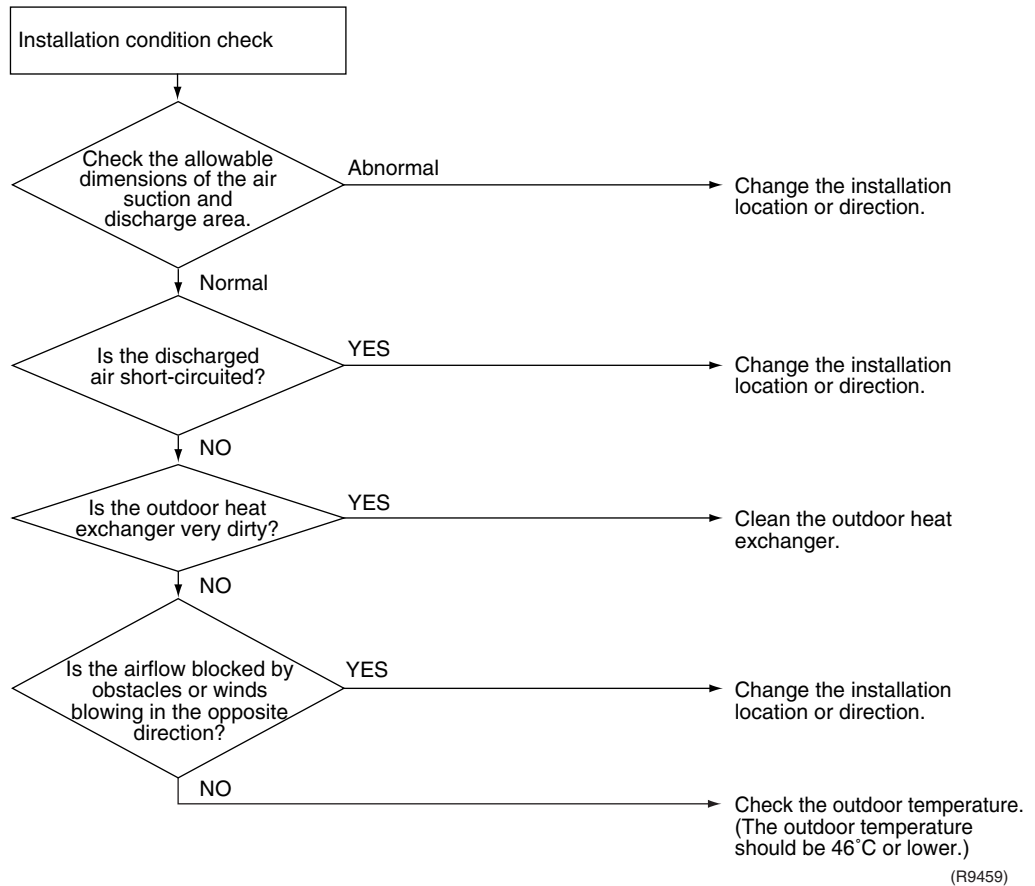 Installation condition check
Check the allowable
dimensions of the air
suction and
discharge area.
Abnormal
Change the installation
location or direction.
Normal
Is the discharged
air short-circuited?
YES
Change the installation
location or direction.
NO
Is the outdoor heat
exchanger very dirty?
YES
Clean the outdoor heat
exchanger.
NO
Is the airflow blocked by
obstacles or winds
blowing in the opposite
direction?
YES
Change the installation
location or direction.
NO
Check the outdoor temperature.
(The outdoor temperature
should be 46˚C or lower.)
(R9459)